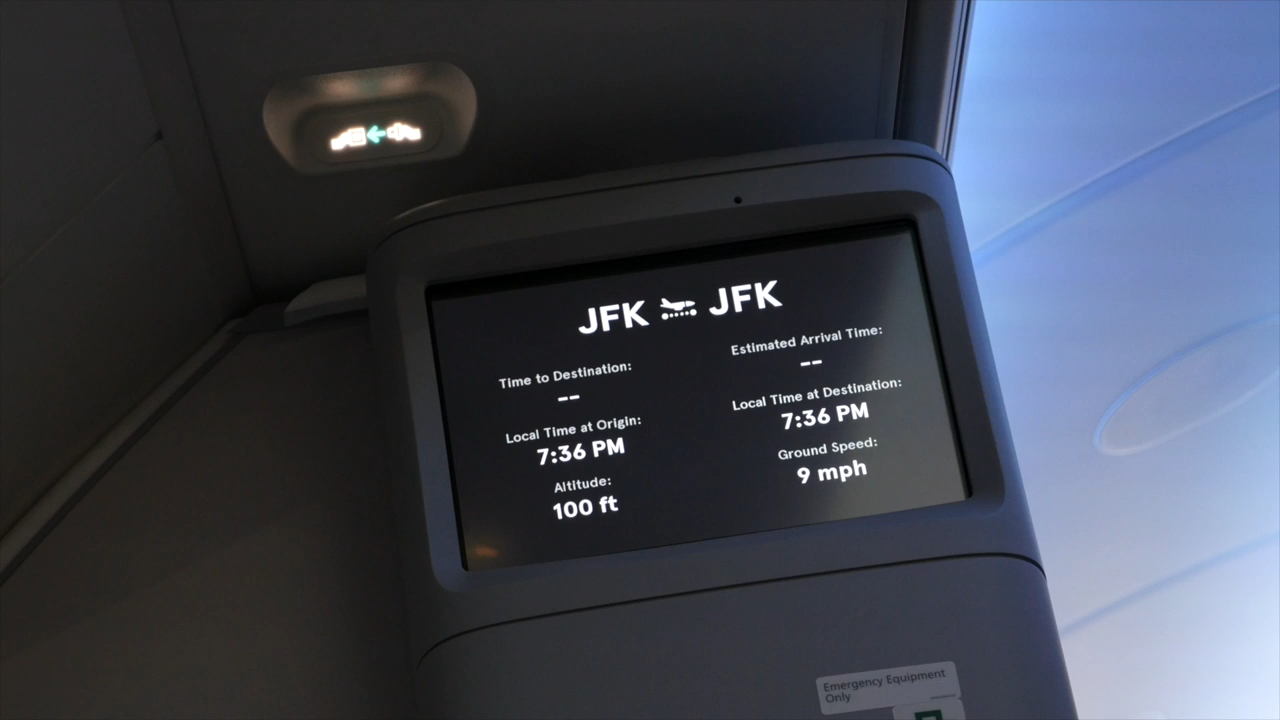 JFK JFK
Time to Destination:
--
Estimated Arrival Time:
--
Local Time at Origin:
7:36 PM
Local Time at Destination:
7:36 PM
Altitude:
100 ft
Ground Speed:
9 mph
Emergency Equipment
Only